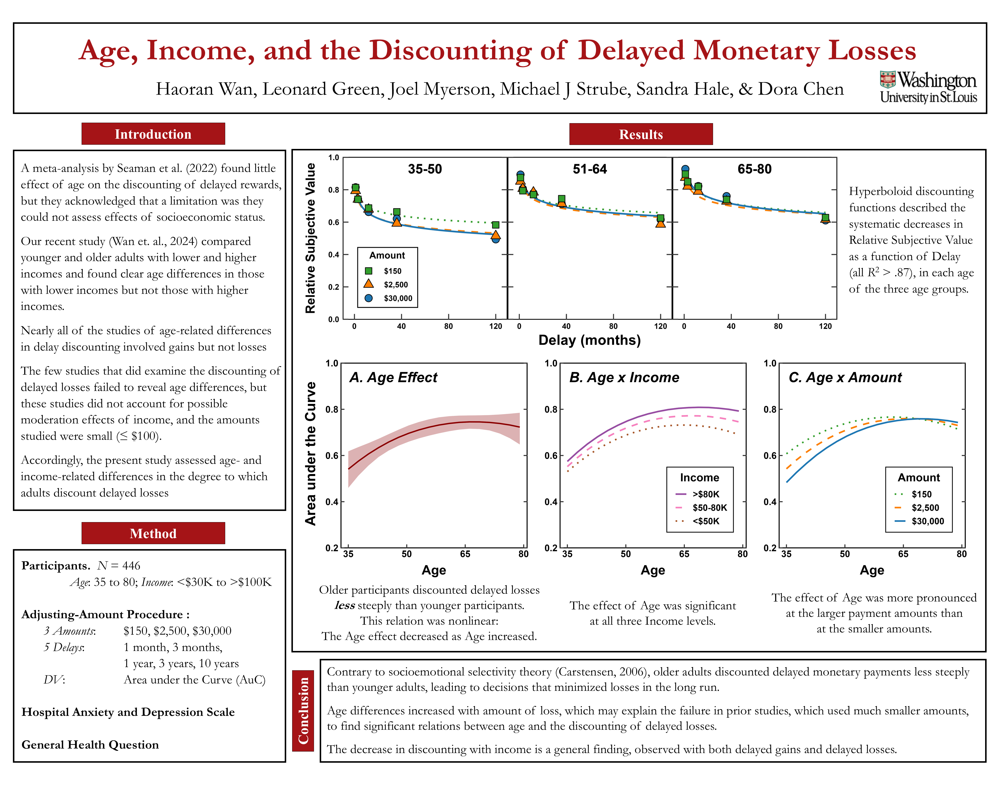 Age, Income, and the Discounting of Delayed Monetary Losses
Haoran Wan, Leonard Green, Joel Myerson, Michael J Strube, Sandra Hale, & Dora Chen
Washington
University in St. Louis
Introduction
A meta-analysis by Seaman et al. (2022) found little
effect of age on the discounting of delayed rewards,
but they acknowledged that a limitation was they
could not assess effects of socioeconomic status.
Our recent study (Wan et. al., 2024) compared
younger and older adults with lower and higher
incomes and found clear age differences in those
with lower incomes but not those with higher
incomes.
Nearly all of the studies of age-related differences
in delay discounting involved gains but not losses
The few studies that did examine the discounting of
delayed losses failed to reveal age differences, but
these studies did not account for possible
moderation effects of income, and the amounts
studied were small (≤ $100).
Accordingly, the present study assessed age- and
income-related differences in the degree to which
adults discount delayed losses
Method
Participants. N = 446
Age: 35 to 80; Income: <$30K to >$100K
Adjusting-Amount Procedure :
3 Amounts: $150, $2,500, $30,000
5 Delays: 1 month, 3 months,
1 year, 3 years, 10 years
DV: Area under the Curve (AuC)
Hospital Anxiety and Depression Scale
General Health Question
Results
Relative Subjective Value
1.0
0.8
0.6
0.4
0.2
0.0
35-50
51-64
65-80
Amount
$150
$2,500
$30,000
0 40 80 120 0 40 80 120 0 40 80 120
Delay (months)
Hyperboloid discounting
functions described the
systematic decreases in
Relative Subjective Value
as a function of Delay
(all R² > .87), in each age
of the three age groups.
Area under the Curve
A. Age Effect
1.0
0.8
0.6
0.4
0.2
35 50 65 80
Age
Older participants discounted delayed losses
less steeply than younger participants.
This relation was nonlinear:
The Age effect decreased as Age increased.
B. Age x Income
1.0
0.8
0.6
0.4
0.2
Income
>$80K
$50-80K
<$50K
35 50 65 80
Age
The effect of Age was significant
at all three Income levels.
C. Age x Amount
1.0
0.8
0.6
0.4
0.2
Amount
$150
$2,500
$30,000
35 50 65 80
Age
The effect of Age was more pronounced
at the larger payment amounts than
at the smaller amounts.
Conclusion
Contrary to socioemotional selectivity theory (Carstensen, 2006), older adults discounted delayed monetary payments less steeply
than younger adults, leading to decisions that minimized losses in the long run.
Age differences increased with amount of loss, which may explain the failure in prior studies, which used much smaller amounts,
to find significant relations between age and the discounting of delayed losses.
The decrease in discounting with income is a general finding, observed with both delayed gains and delayed losses.